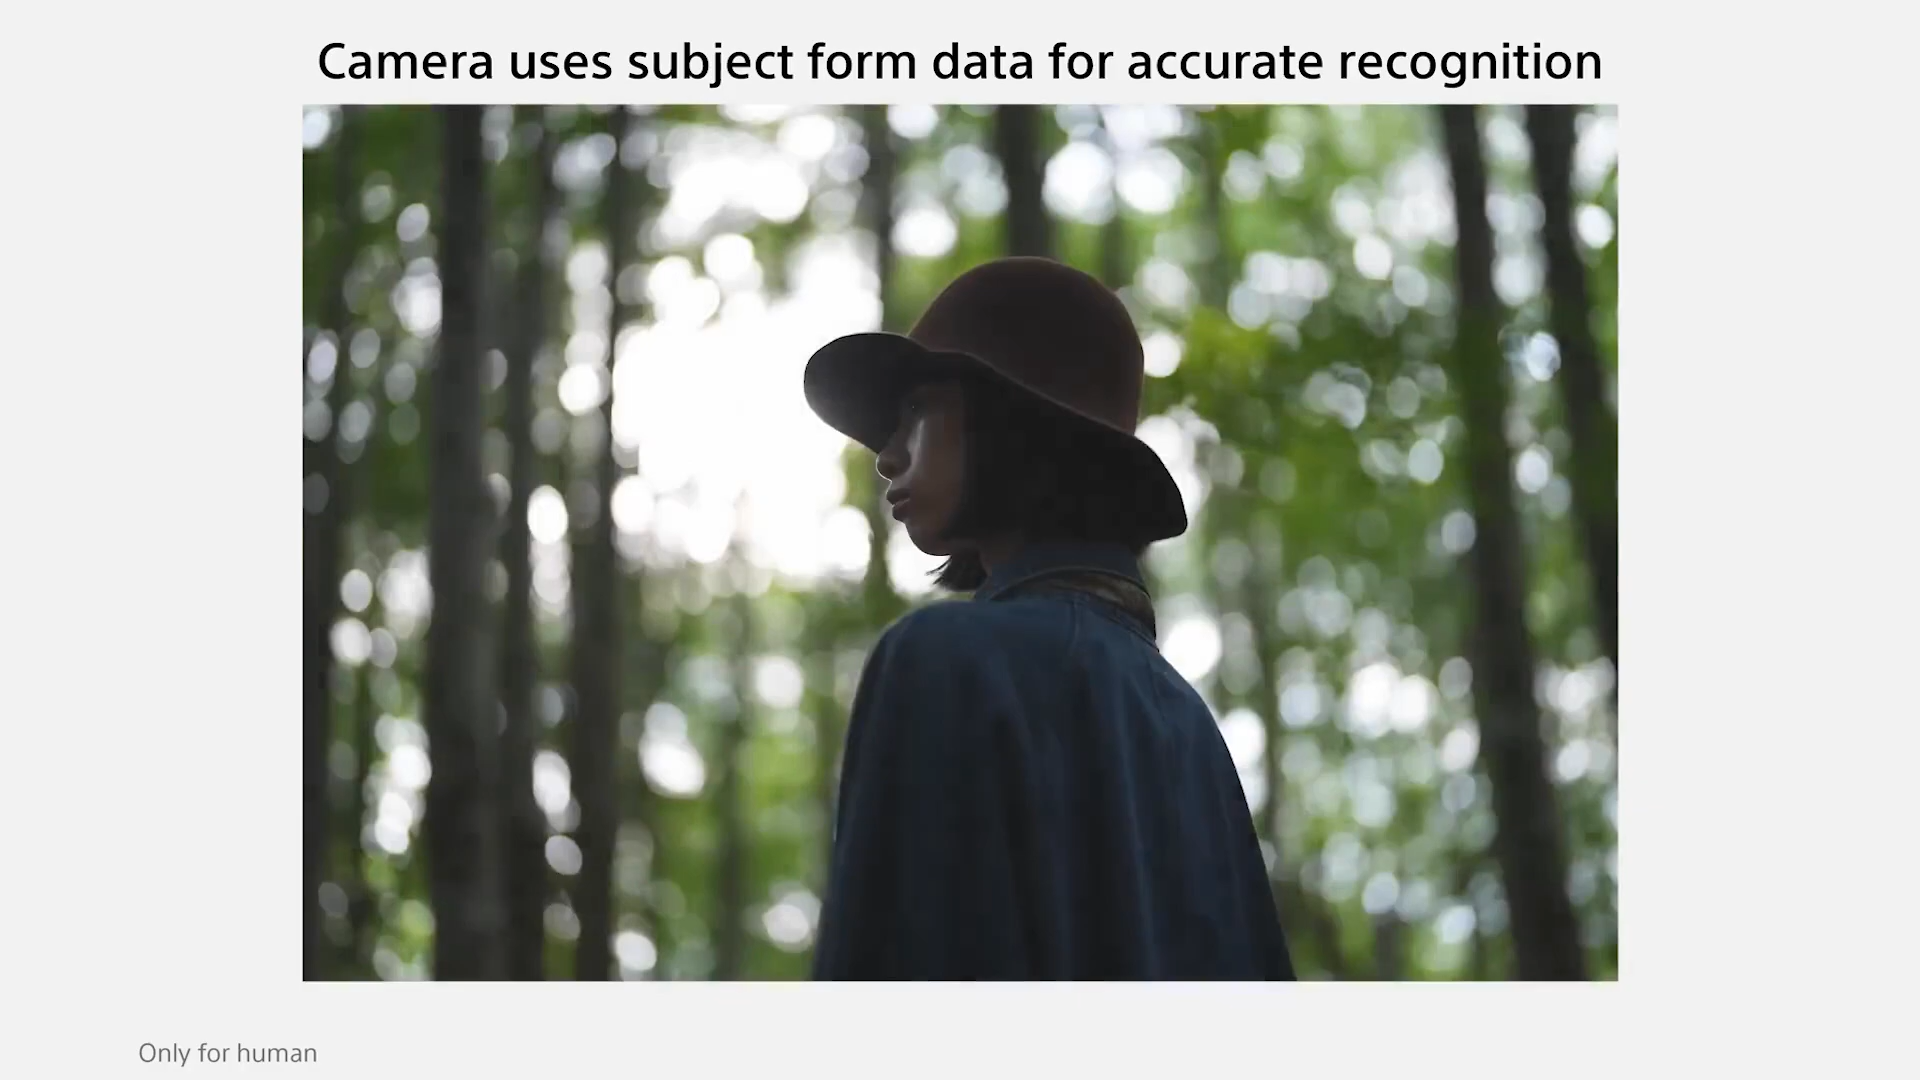 Camera uses subject form data for accurate recognition
Only for human